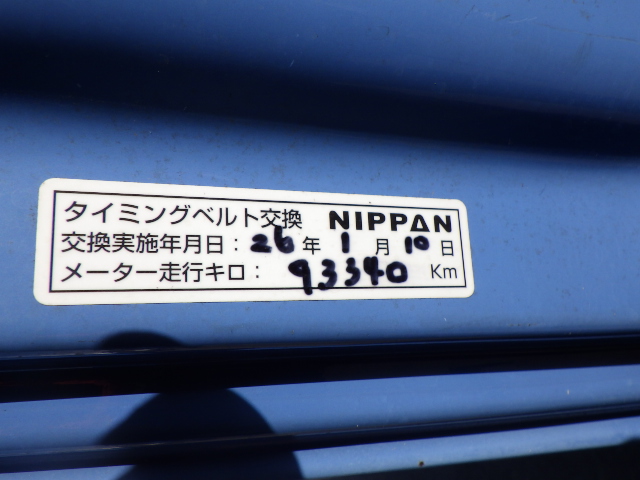 タイミングベルト交換 NIPPAN
交換実施年月日：26年 1月 10日
メーター走行キロ： 93340 Km